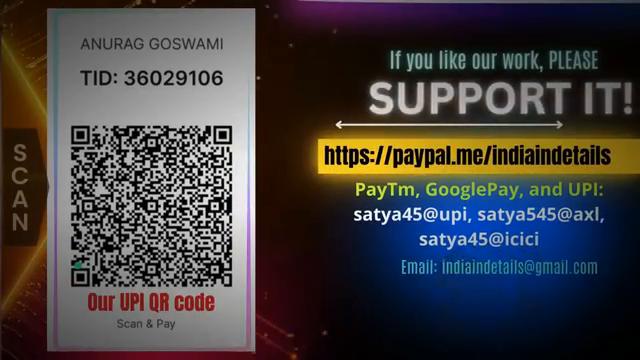 SCAN
ANURAG GOSWAMI
TID: 36029106
Our UPI QR code
Scan & Pay
If you like our work, PLEASE
SUPPORT IT!
https://paypal.me/indiaindetails
PayTm, GooglePay, and UPI:
satya45@upi, satya545@axl,
satya45@icici
Email: indiaindetails@gmail.com